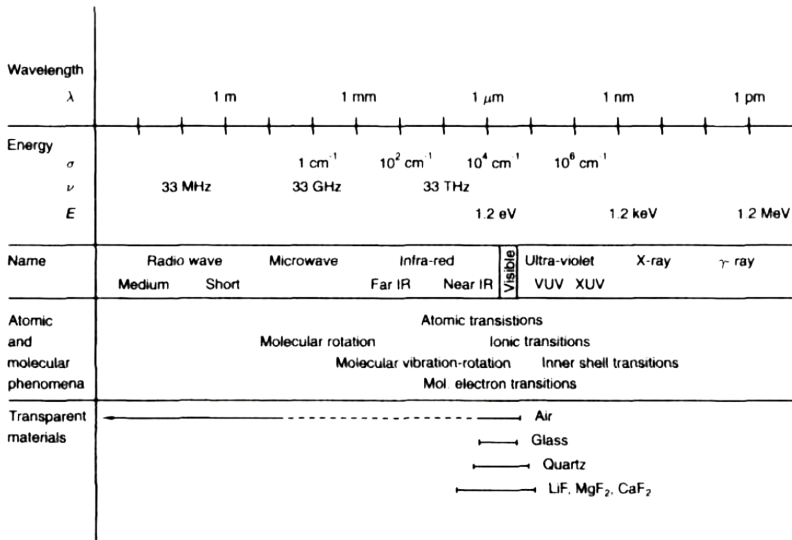 Wavelength
λ 1 m 1 mm 1 μm 1 nm 1 pm
Energy
σ 1 cm⁻¹ 10² cm⁻¹ 10⁴ cm⁻¹ 10⁶ cm⁻¹
ν 33 MHz 33 GHz 33 THz
E 1.2 eV 1.2 keV 1.2 MeV
Name Radio wave Microwave Infra-red Visible Ultra-violet X-ray γ- ray
Medium Short Far IR Near IR VUV XUV
Atomic Atomic transistions
and Molecular rotation Ionic transitions
molecular Molecular vibration-rotation Inner shell transitions
phenomena Mol. electron transitions
Transparent Air
materials
Glass
Quartz
LiF, MgF₂, CaF₂